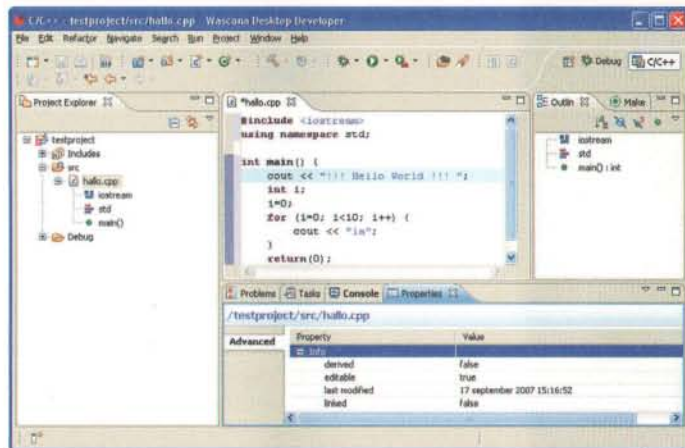 C/C++ - testproject/src/hallo.cpp - Wascana Desktop Developer
File Edit Refactor Navigate Search Run Project Window Help
Debug C/C++
Project Explorer
testproject
Includes
src
hallo.cpp
iostream
std
main()
Debug
*hallo.cpp
#include <iostream>
using namespace std;
int main() {
cout << "!!! Hello World !!! ";
int i;
i=0;
for (i=0; i<10; i++) {
cout << "in";
}
return(0);
Outlin Make
iostream
std
main() : int
Problems Tasks Console Properties
/testproject/src/hallo.cpp
Advanced
Property Value
Info
derived false
editable true
last modified 17 september 2007 15:16:52
linked false